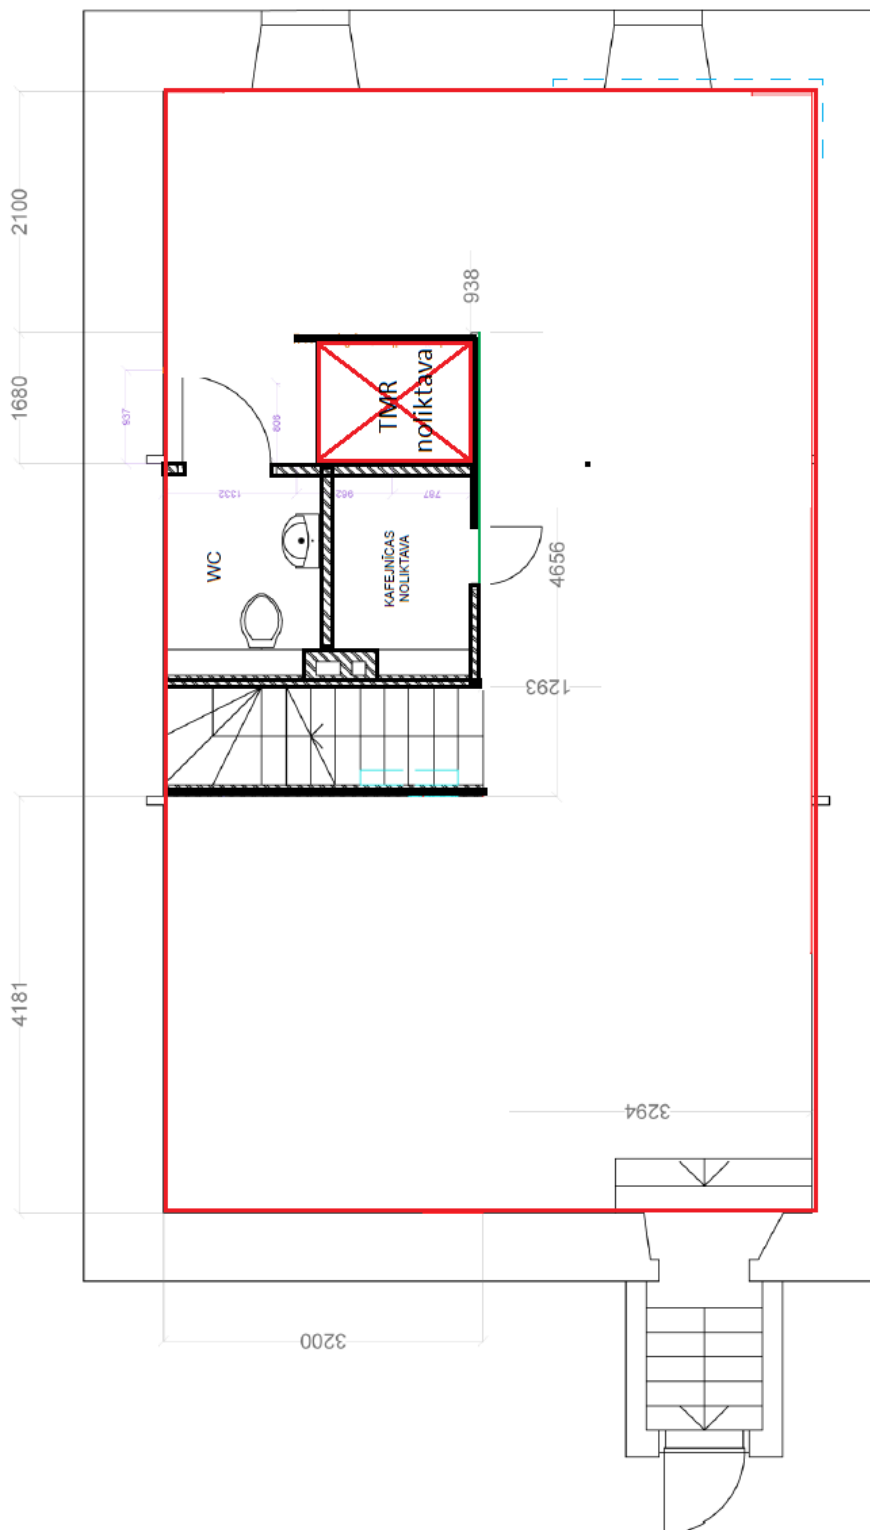 2100
938
TMR
noliktava
1680
937
808
1332
962
787
WC
KAFEJNĪCAS
NOLIKTAVA
4656
1293
4181
3294
3200